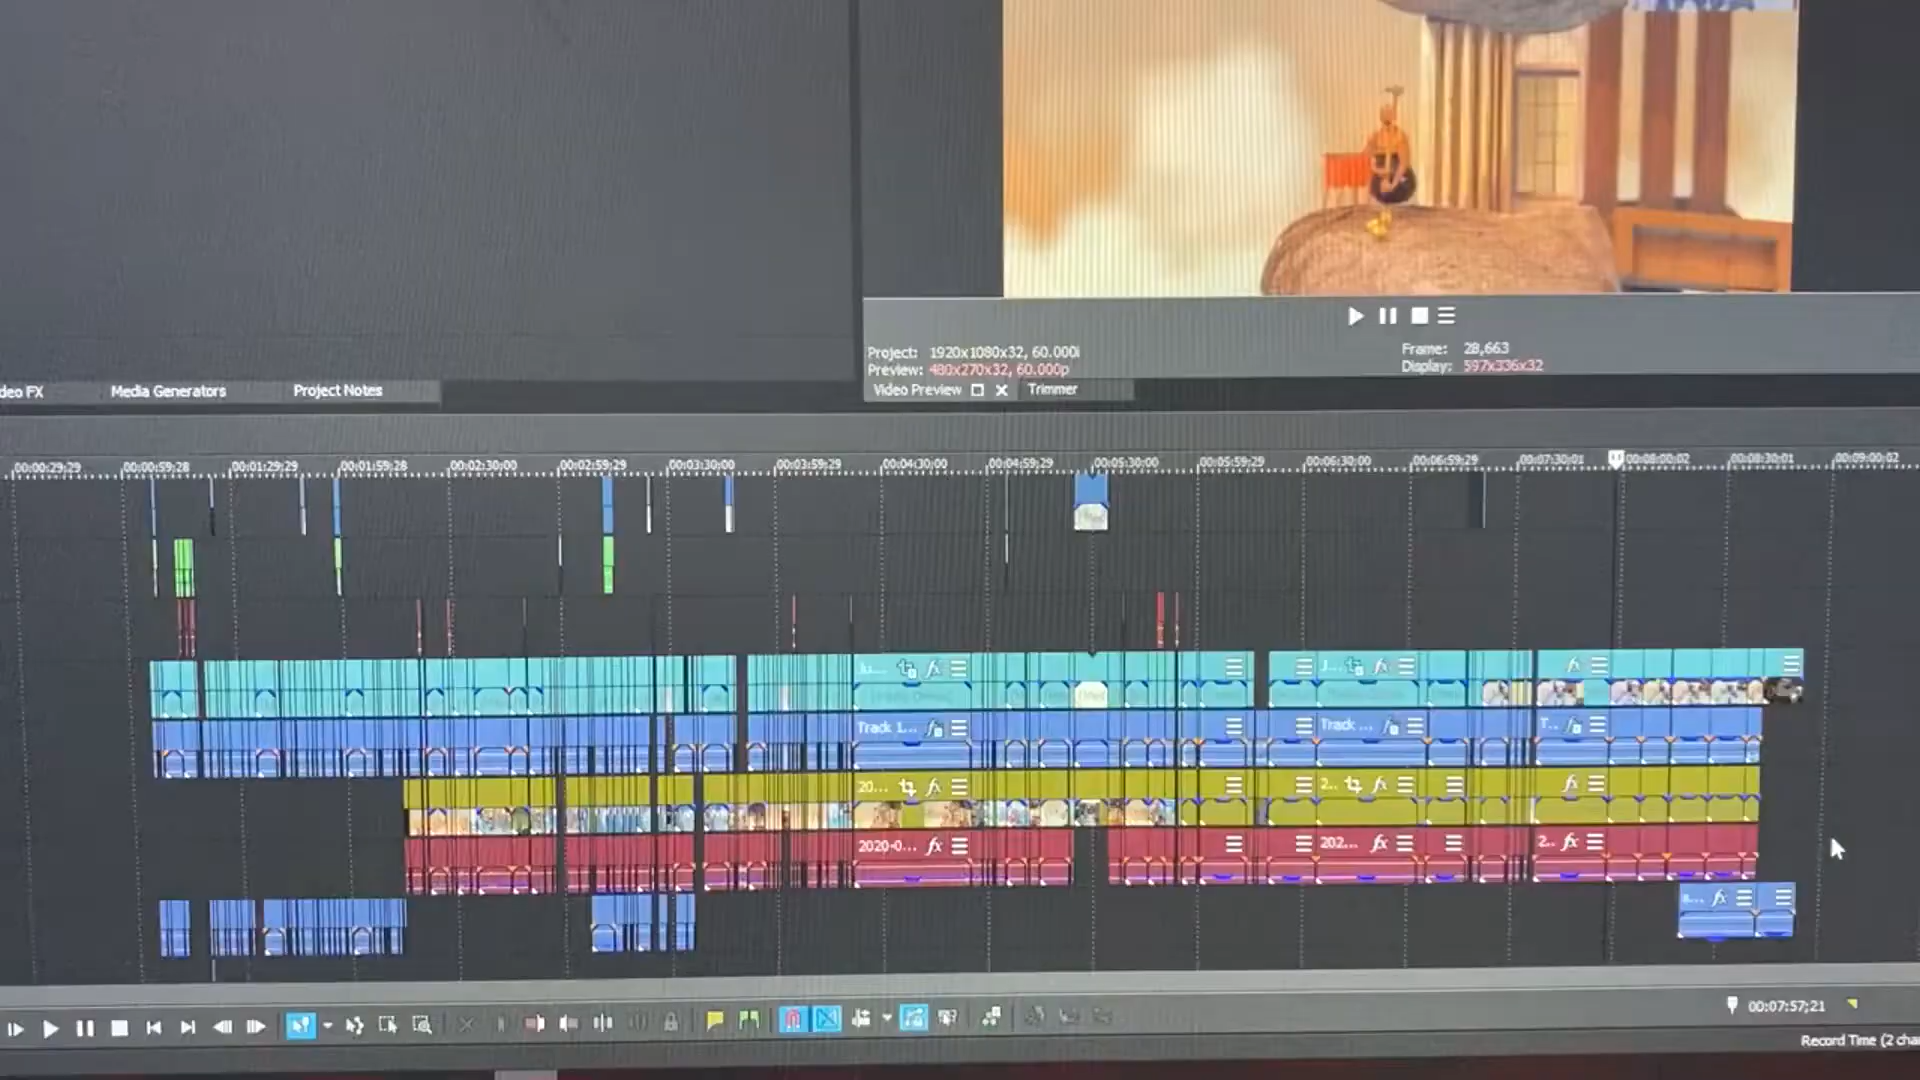 Project: 1920x1080x32, 60.000i
Frame: 28,663
Preview: 480x270x32, 60.000p
Display: 597x336x32
Video Preview
Trimmer
deo FX
Media Generators
Project Notes
00:00:29;29 00:00:59;28 00:01:29;29 00:01:59;28 00:02:30;00 00:02:59;29 00:03:30;00 00:03:59;29 00:04:30;00 00:04:59;29 00:05:30;00 00:05:59;29 00:06:30;00 00:06:59;29 00:07:30;01 00:08:00;02 00:08:30;01 00:09:00;02
Track 1... Track ... T..
20... 2..
2020-0... 202... 2..
00:07:57;21
Record Time (2 cha